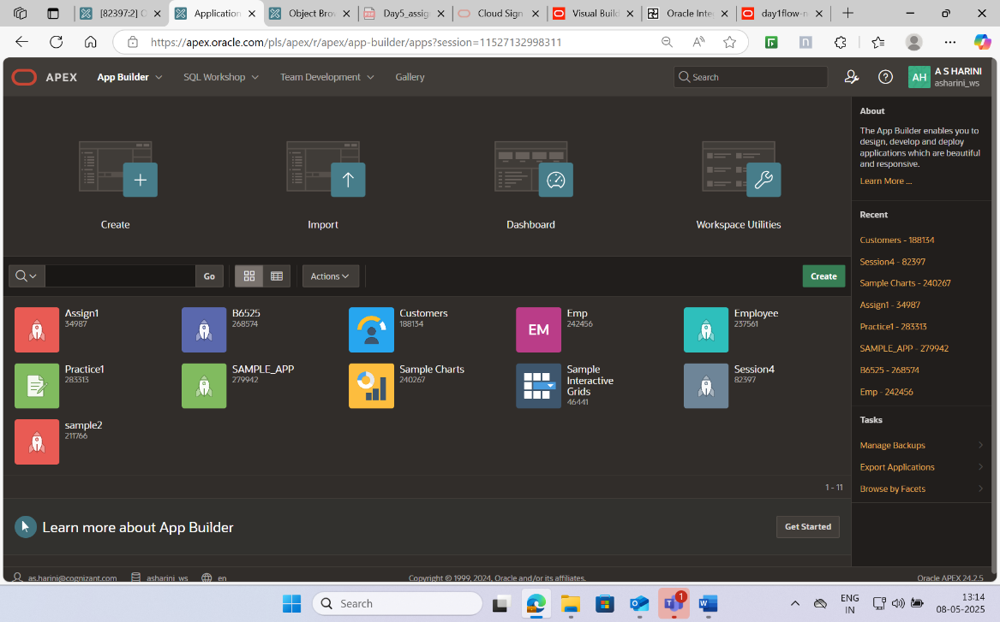 [82397:2] O
Application
Object Brow
Day5_assig
Cloud Sign
Visual Build
Oracle Inte
day1flow-n
https://apex.oracle.com/pls/apex/r/apex/app-builder/apps?session=11527132998311
APEX
App Builder
SQL Workshop
Team Development
Gallery
Search
AH
A S HARINI
asharini_ws
Create
Import
Dashboard
Workspace Utilities
About
The App Builder enables you to
design, develop and deploy
applications which are beautiful
and responsive.
Learn More ...
Recent
Customers - 188134
Session4 - 82397
Sample Charts - 240267
Assign1 - 34987
Practice1 - 283313
SAMPLE_APP - 279942
B6525 - 268574
Emp - 242456
Tasks
Manage Backups
Export Applications
Browse by Facets
Go
Actions
Create
Assign1
34987
B6525
268574
Customers
188134
EM
Emp
242456
Employee
237561
Practice1
283313
SAMPLE_APP
279942
Sample Charts
240267
Sample
Interactive
Grids
46441
Session4
82397
sample2
211766
1 - 11
Learn more about App Builder
Get Started
as.harini@cognizant.com
asharini_ws
en
Copyright © 1999, 2024, Oracle and/or its affiliates.
Oracle APEX 24.2.5
Search
1
ENG
IN
13:14
08-05-2025